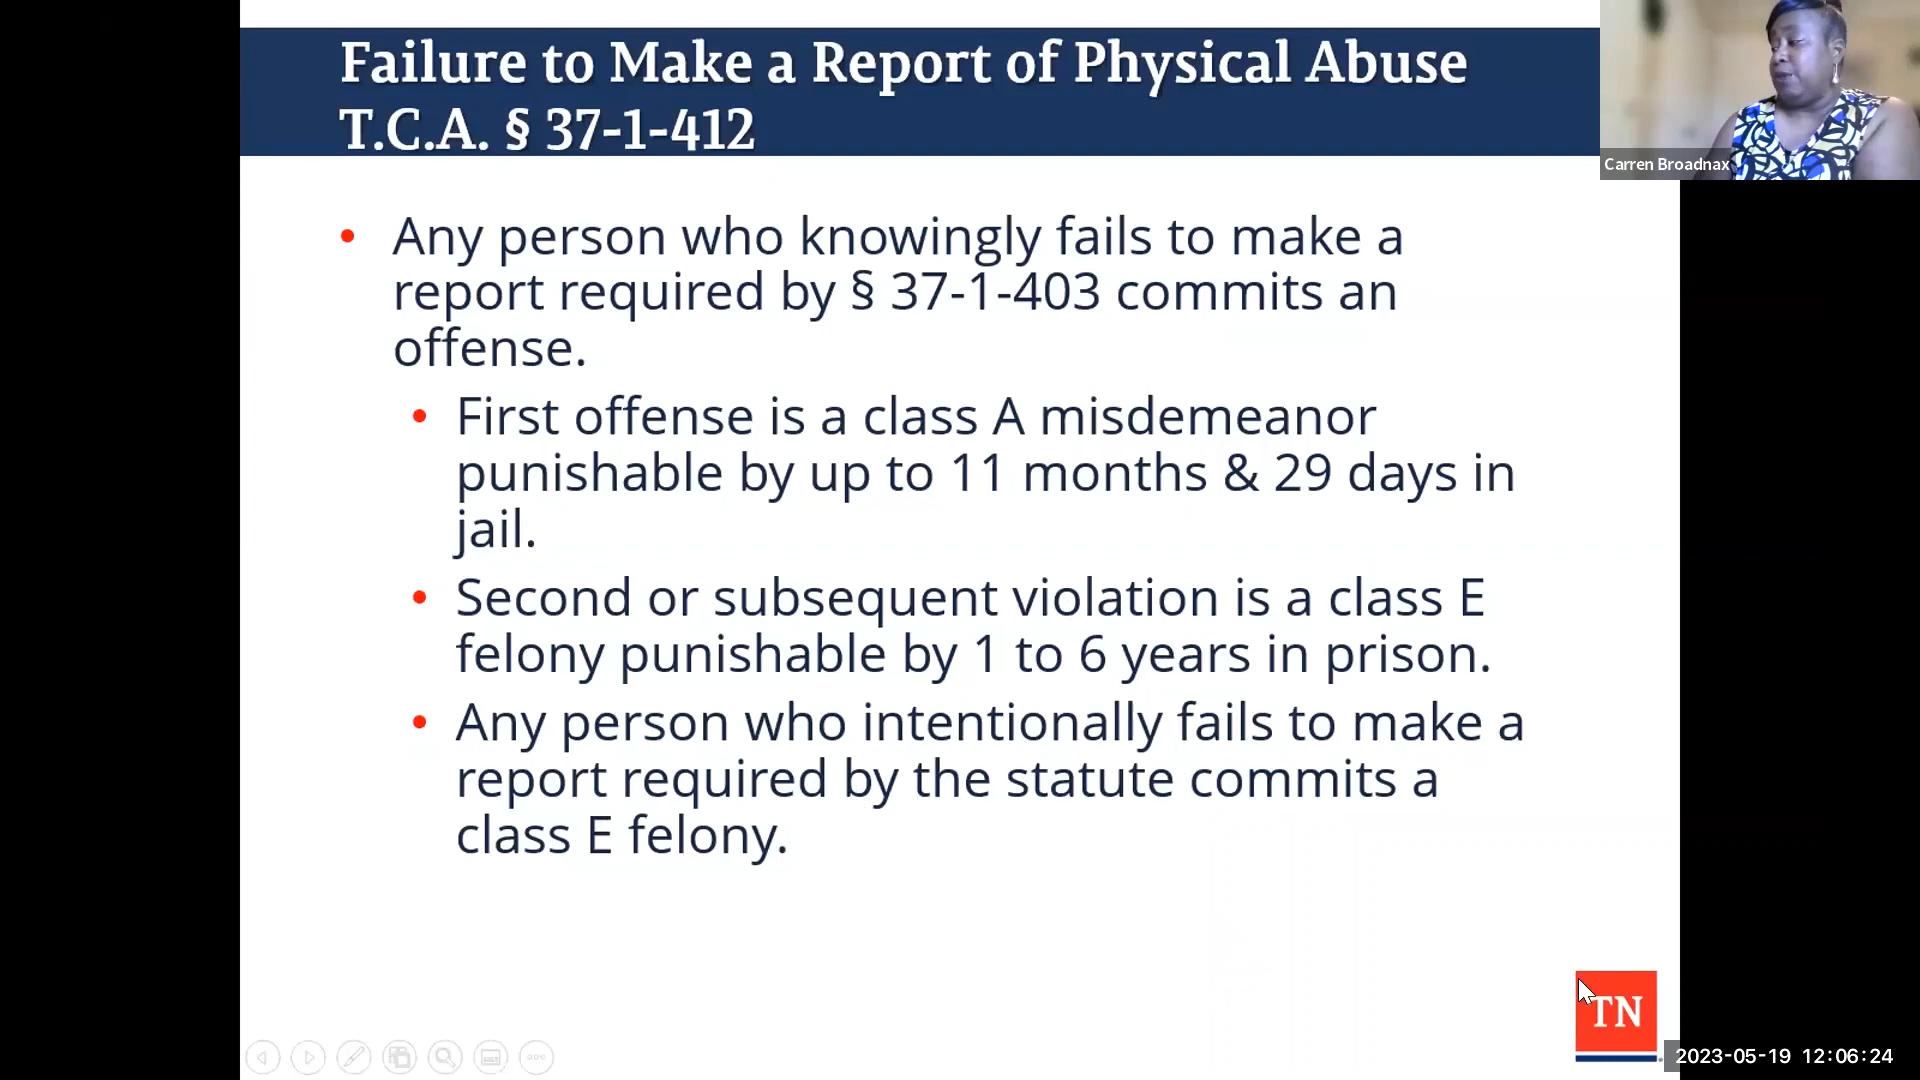 Failure to Make a Report of Physical Abuse
T.C.A. § 37-1-412
Carren Broadnax
• Any person who knowingly fails to make a
report required by § 37-1-403 commits an
offense.
• First offense is a class A misdemeanor
punishable by up to 11 months & 29 days in
jail.
• Second or subsequent violation is a class E
felony punishable by 1 to 6 years in prison.
• Any person who intentionally fails to make a
report required by the statute commits a
class E felony.
TN
2023-05-19 12:06:24